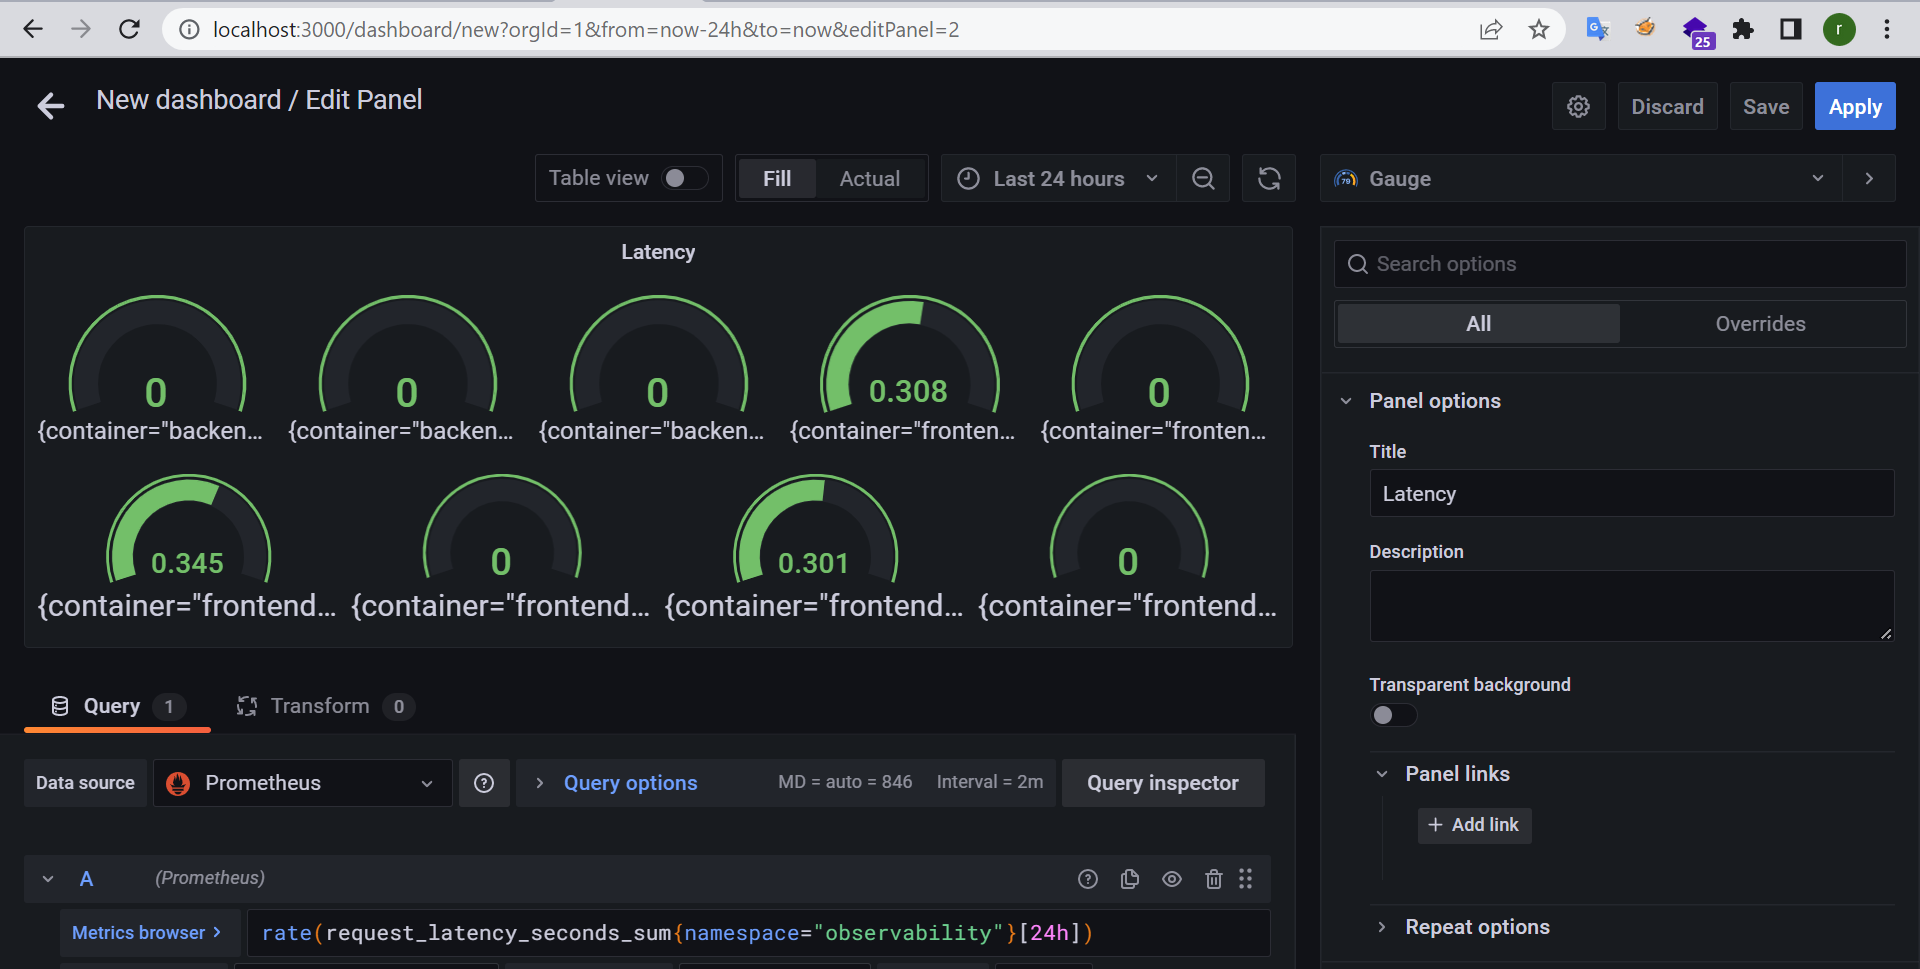 localhost:3000/dashboard/new?orgId=1&from=now-24h&to=now&editPanel=2
25
r
New dashboard / Edit Panel
Discard
Save
Apply
Table view
Fill
Actual
Last 24 hours
79
Gauge
Latency
0
0
0
0.308
0
{container="backen...
{container="backen...
{container="backen...
{container="fronten...
{container="fronten...
0.345
0
0.301
0
{container="frontend...
{container="frontend...
{container="frontend...
{container="frontend...
Search options
All
Overrides
Panel options
Title
Latency
Description
Transparent background
Panel links
+ Add link
Repeat options
Query 1
Transform 0
Data source
Prometheus
Query options
MD = auto = 846
Interval = 2m
Query inspector
A
(Prometheus)
Metrics browser >
rate(request_latency_seconds_sum{namespace="observability"}[24h])